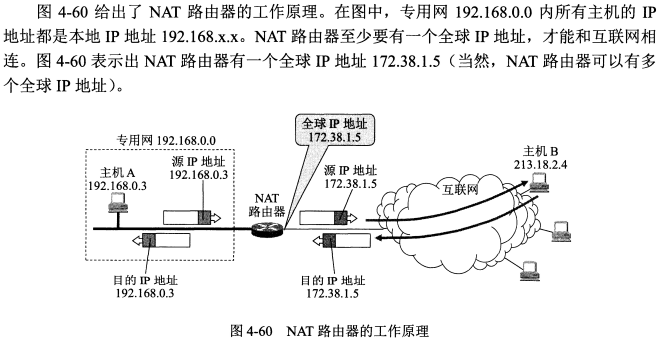 图 4-60 给出了 NAT 路由器的工作原理。在图中，专用网 192.168.0.0 内所有主机的 IP
地址都是本地 IP 地址 192.168.x.x。NAT 路由器至少要有一个全球 IP 地址，才能和互联网相
连。图 4-60 表示出 NAT 路由器有一个全球 IP 地址 172.38.1.5（当然，NAT 路由器可以有多
个全球 IP 地址）。
全球 IP 地址
172.38.1.5
专用网 192.168.0.0
主机 A
192.168.0.3
源 IP 地址
192.168.0.3
NAT
路由器
源 IP 地址
172.38.1.5
互联网
主机 B
213.18.2.4
目的 IP 地址
192.168.0.3
目的 IP 地址
172.38.1.5
图 4-60 NAT 路由器的工作原理